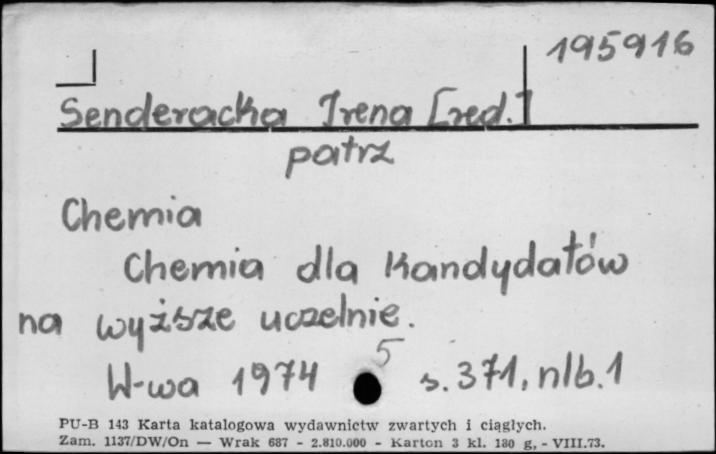 195916
Senderacka Irena [red.]
patrz
Chemia
Chemia dla kandydatów
na wyższe uczelnie.
W-wa 1974 5 s. 371, nlb. 1
PU-B 143 Karta katalogowa wydawnictw zwartych i ciągłych.
Zam. 1137/DW/On — Wrak 687 - 2.810.000 - Karton 3 kl. 180 g, - VIII.73.